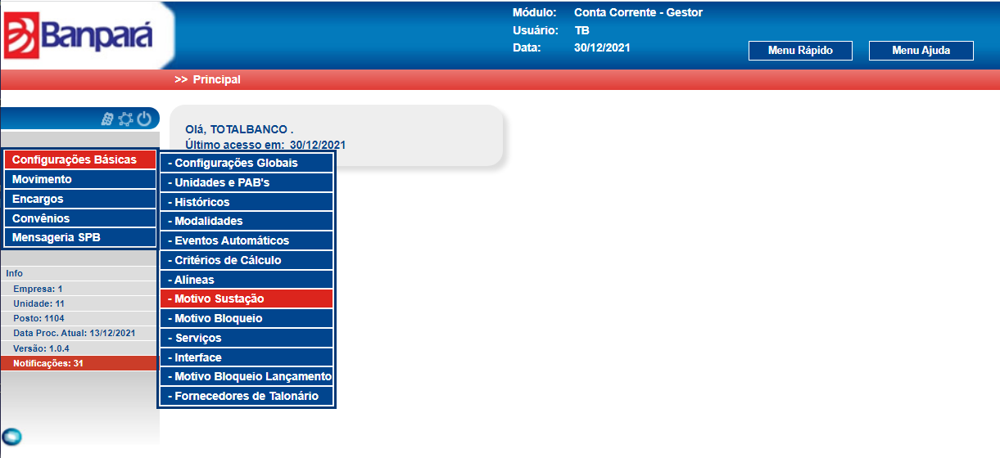 Banpará
Módulo: Conta Corrente - Gestor
Usuário: TB
Data: 30/12/2021
Menu Rápido
Menu Ajuda
>> Principal
Olá, TOTALBANCO .
Último acesso em: 30/12/2021
Configurações Básicas
Movimento
Encargos
Convênios
Mensageria SPB
- Configurações Globais
- Unidades e PAB's
- Históricos
- Modalidades
- Eventos Automáticos
- Critérios de Cálculo
- Alíneas
- Motivo Sustação
- Motivo Bloqueio
- Serviços
- Interface
- Motivo Bloqueio Lançamento
- Fornecedores de Talonário
Info
Empresa: 1
Unidade: 11
Posto: 1104
Data Proc. Atual: 13/12/2021
Versão: 1.0.4
Notificações: 31